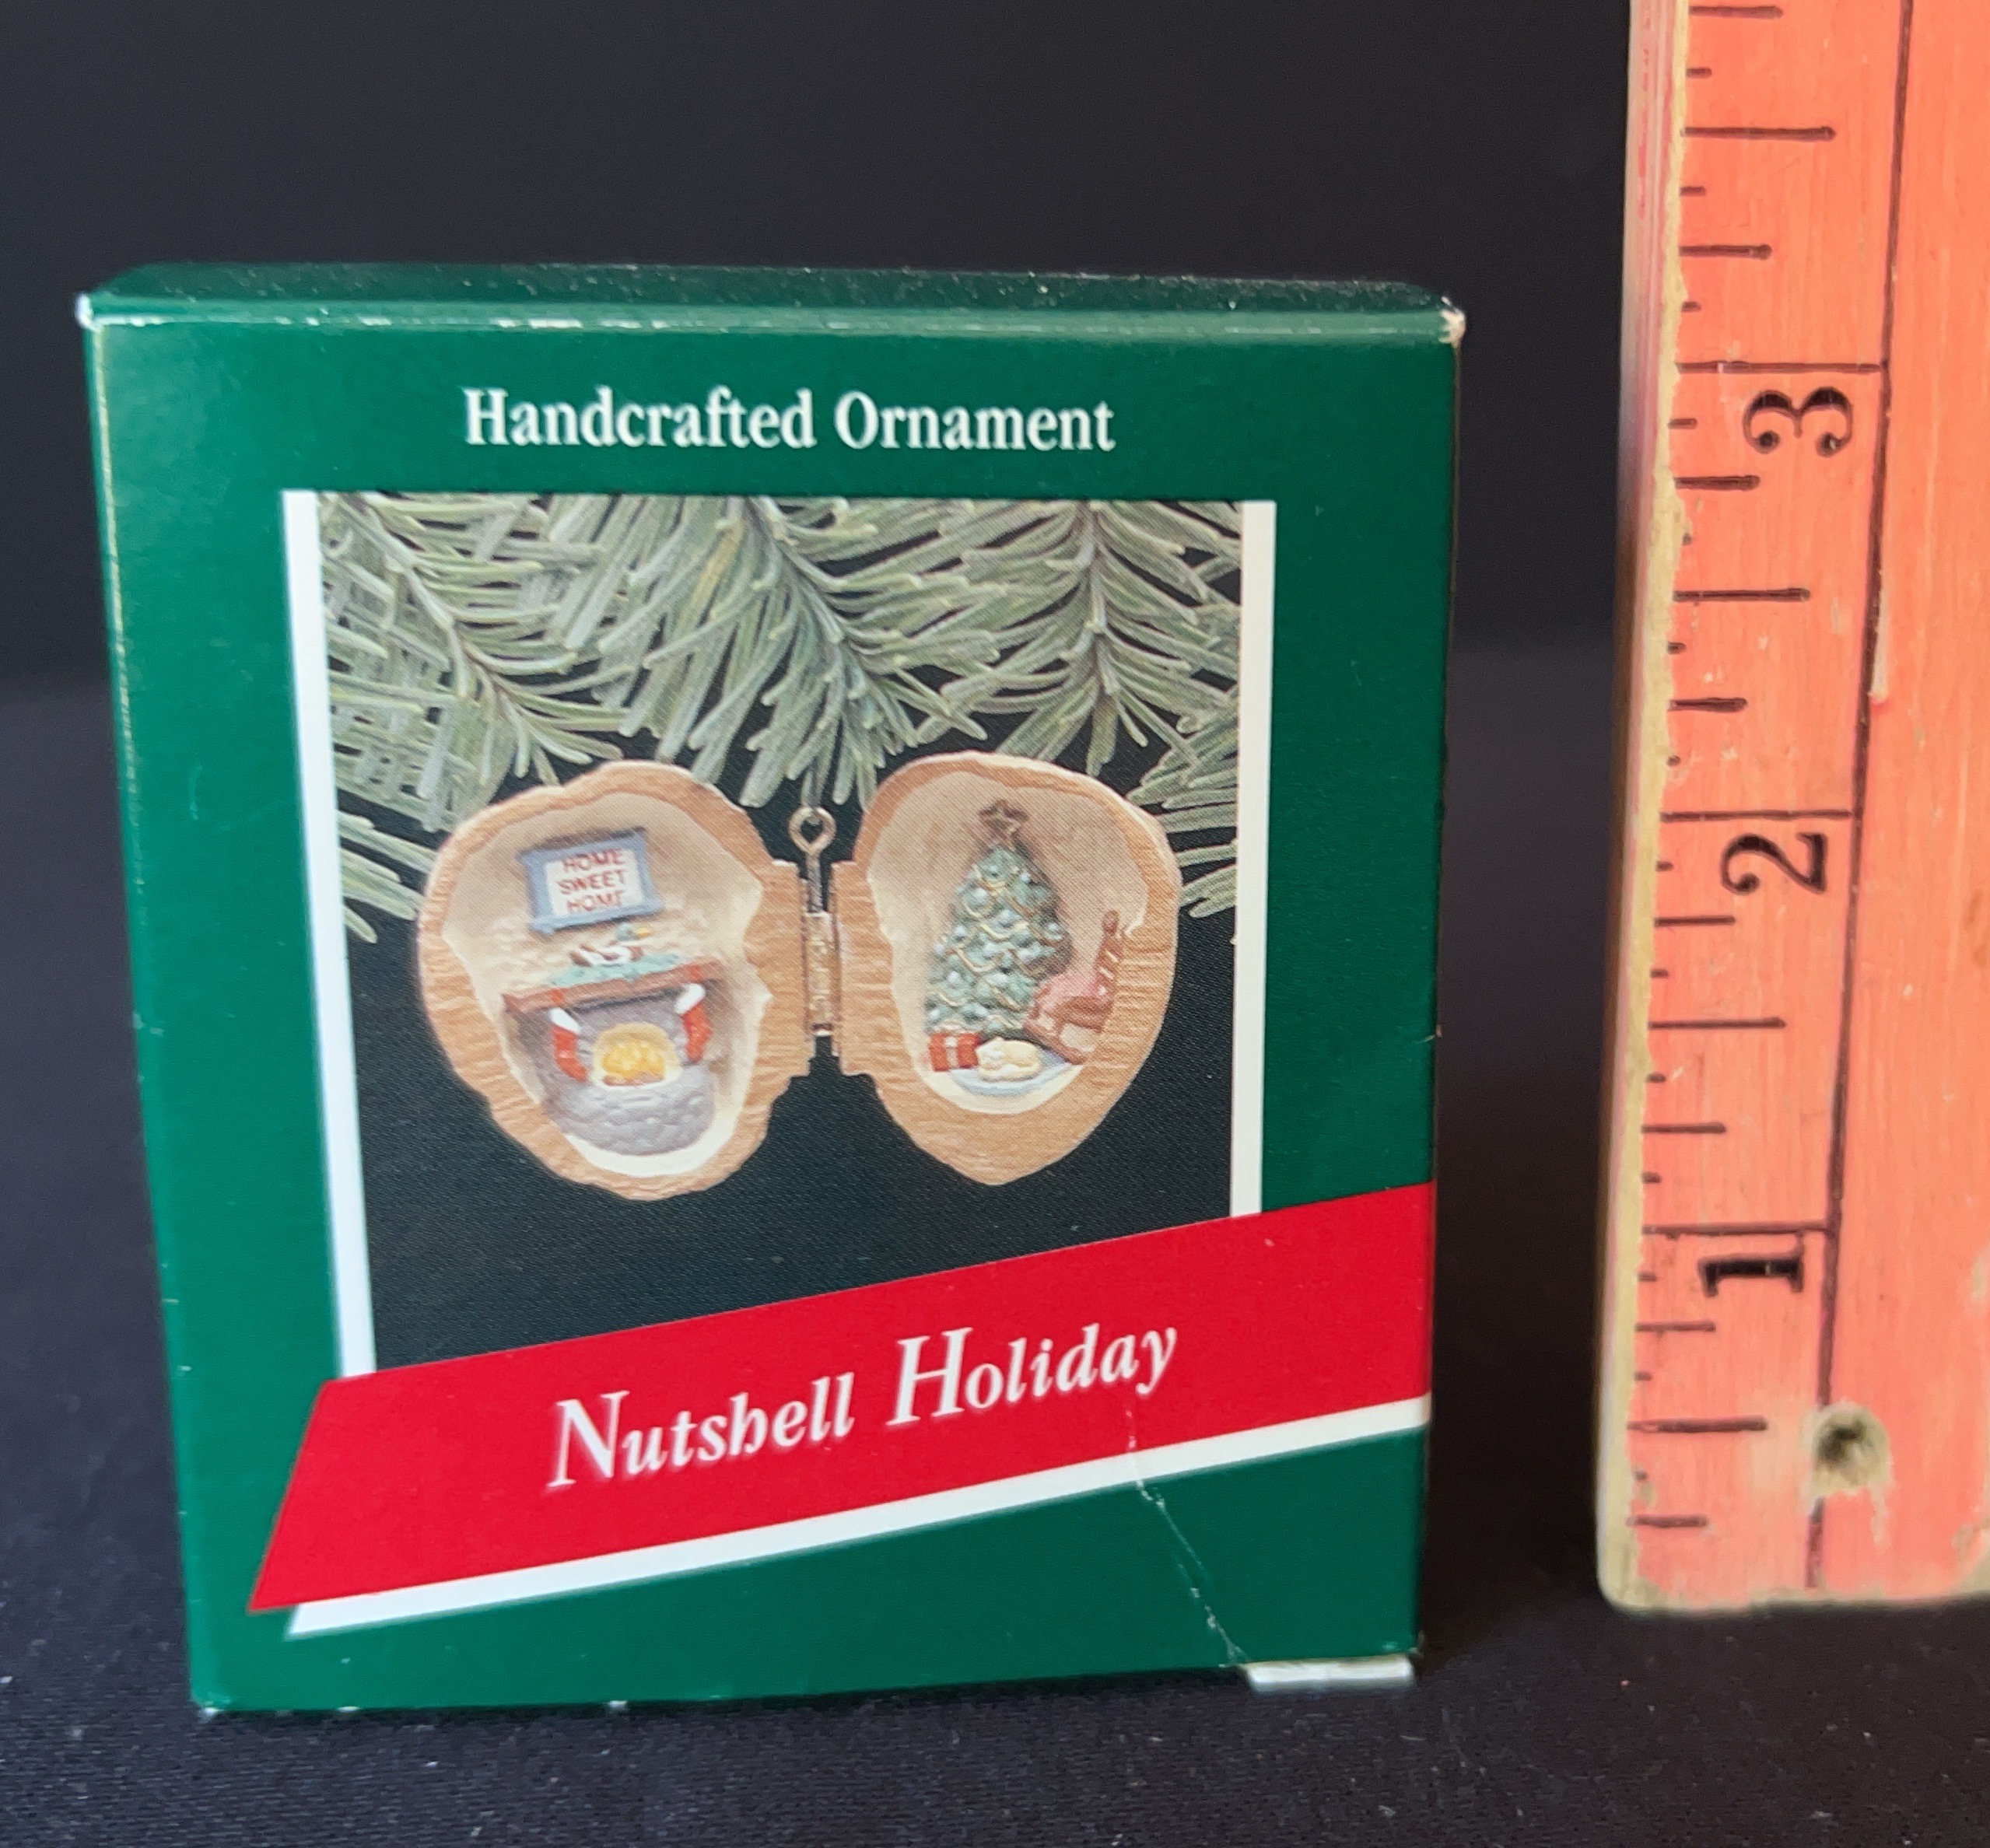 Handcrafted Ornament
HOME
SWEET
HOME
Nutshell Holiday
3
2
1